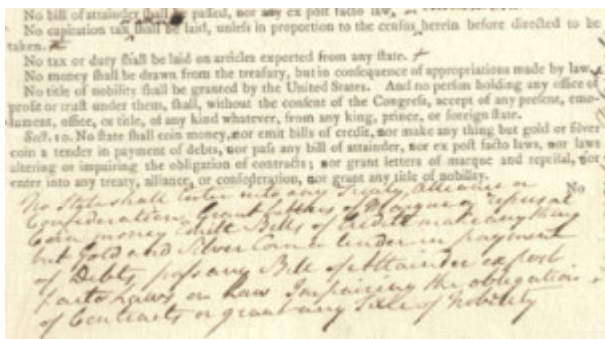 No bill of attainder shall be passed, nor any ex post facto law.
No capitation tax shall be laid, unless in proportion to the census herein before directed to be
taken.
No tax or duty shall be laid on articles exported from any state. +
No money shall be drawn from the treasury, but in consequence of appropriations made by law.
No title of nobility shall be granted by the United States. And no person holding any office of
profit or trust under them, shall, without the consent of the Congress, accept of any present, emo-
lument, office, or title, of any kind whatever, from any king, prince, or foreign state.
Sect. 10. No state shall coin money, nor emit bills of credit, nor make any thing but gold or silver
coin a tender in payment of debts, nor pass any bill of attainder, nor ex post facto laws, nor laws
altering or impairing the obligation of contracts; nor grant letters of marque and reprisal, nor
enter into any treaty, alliance, or confederation, nor grant any title of nobility.
No
No State shall enter into any Treaty, Alliance or
Confederation, Grant Letters of Marque or reprisal
Coin money Emitt Bills of Credit make any thing
but Gold and Silver Coin a tender in payment
of Debts, pass any Bill of Attainder ex post
facto Laws, or Law Impairing the obligation
of Contracts or grant any Title of Nobility